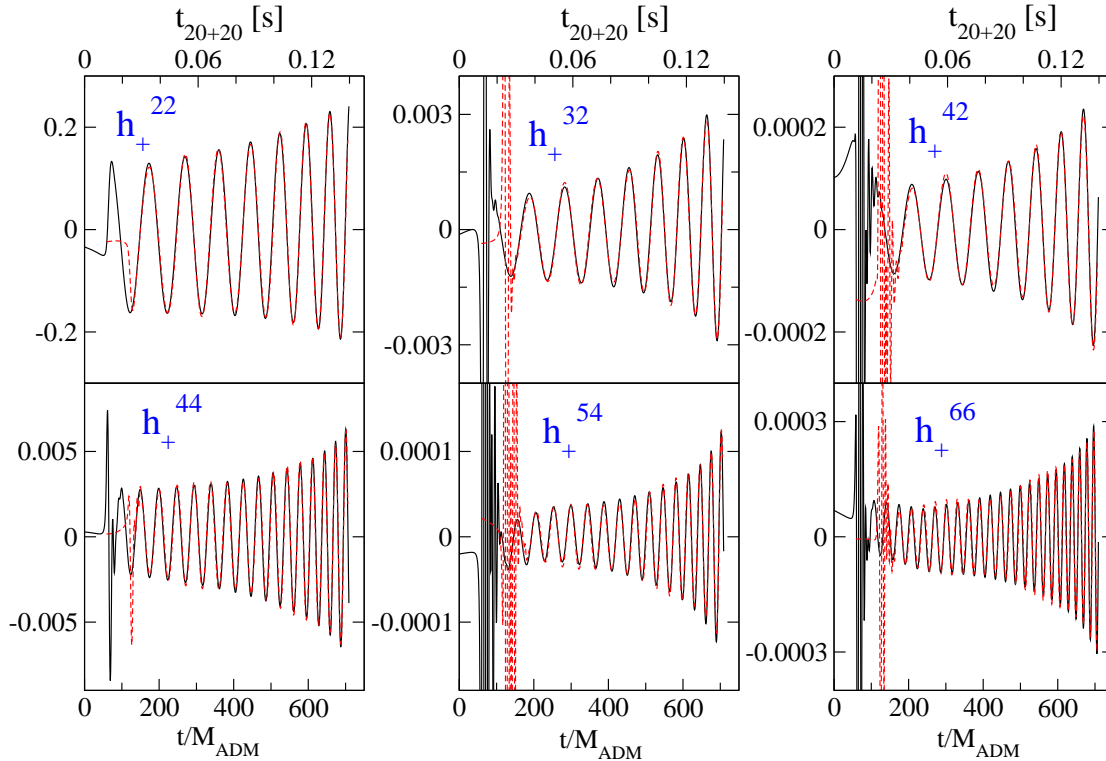 t20+20 [s] t20+20 [s] t20+20 [s]
0 0.06 0.12 0 0.06 0.12 0 0.06 0.12
h+22 h+32 h+42
0.2 0.003 0.0002
0 0 0
-0.2 -0.003 -0.0002
h+44 h+54 h+66
0.005 0.0001 0.0003
0 0 0
-0.005 -0.0001 -0.0003
0 200 400 600 0 200 400 600 0 200 400 600
t/MADM t/MADM t/MADM